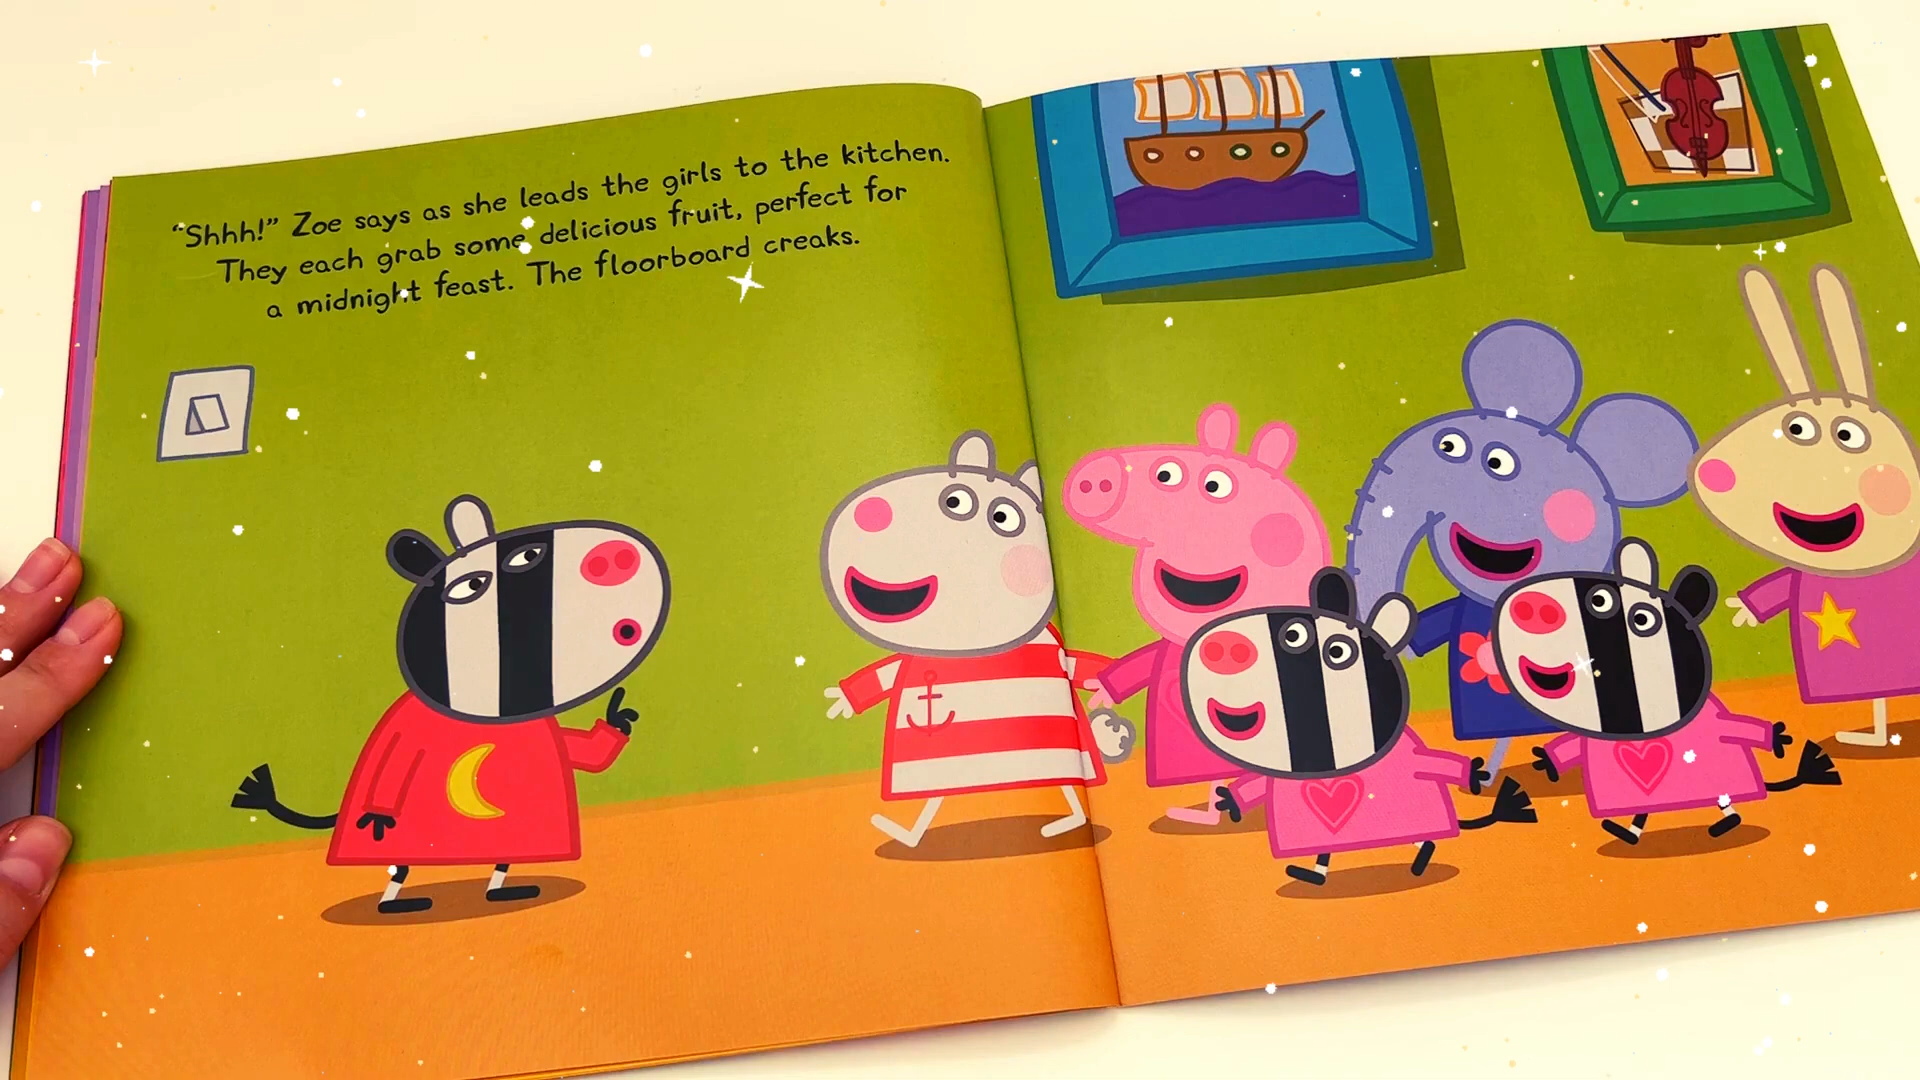 “Shhh!” Zoe says as she leads the girls to the kitchen.
They each grab some delicious fruit, perfect for
a midnight feast. The floorboard creaks.